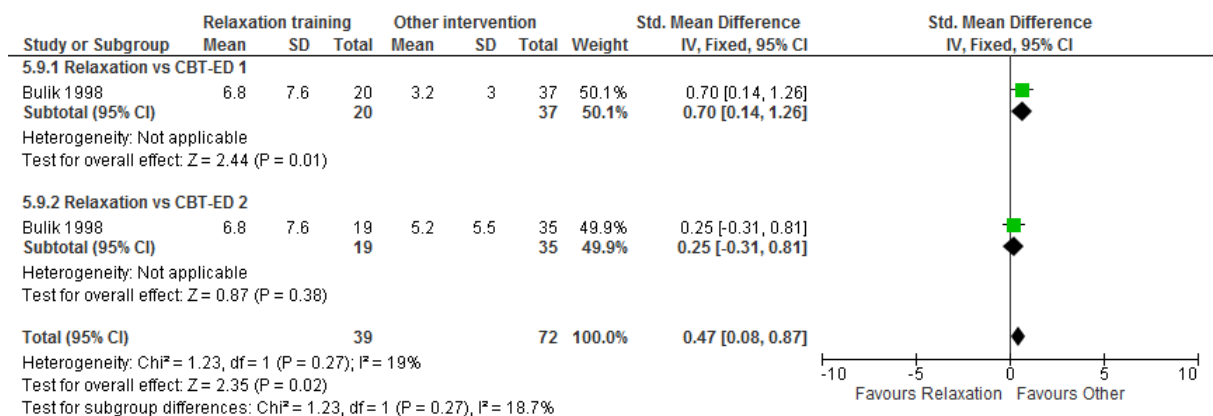 Relaxation training Other intervention Std. Mean Difference Std. Mean Difference
Study or Subgroup Mean SD Total Mean SD Total Weight IV, Fixed, 95% CI IV, Fixed, 95% CI
5.9.1 Relaxation vs CBT-ED 1
Bulik 1998 6.8 7.6 20 3.2 3 37 50.1% 0.70 [0.14, 1.26]
Subtotal (95% CI) 20 37 50.1% 0.70 [0.14, 1.26]
Heterogeneity: Not applicable
Test for overall effect: Z = 2.44 (P = 0.01)
5.9.2 Relaxation vs CBT-ED 2
Bulik 1998 6.8 7.6 19 5.2 5.5 35 49.9% 0.25 [-0.31, 0.81]
Subtotal (95% CI) 19 35 49.9% 0.25 [-0.31, 0.81]
Heterogeneity: Not applicable
Test for overall effect: Z = 0.87 (P = 0.38)
Total (95% CI) 39 72 100.0% 0.47 [0.08, 0.87]
Heterogeneity: Chi² = 1.23, df = 1 (P = 0.27); I² = 19%
Test for overall effect: Z = 2.35 (P = 0.02)
Test for subgroup differences: Chi² = 1.23, df = 1 (P = 0.27), I² = 18.7%
-10 -5 0 5 10
Favours Relaxation Favours Other